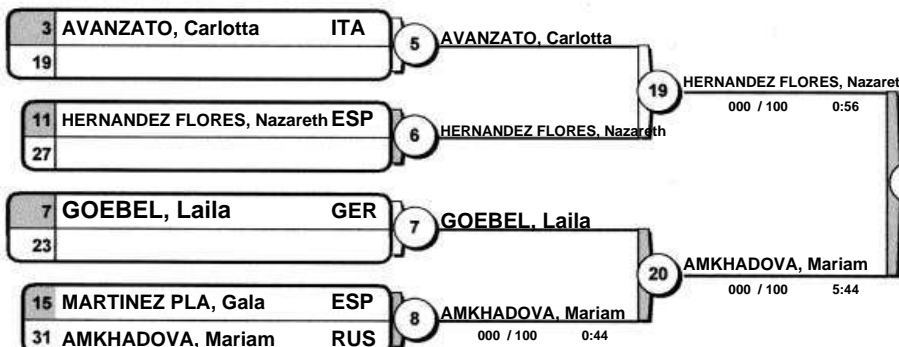 3 AVANZATO, Carlotta ITA
19
5 AVANZATO, Carlotta
11 HERNANDEZ FLORES, Nazareth ESP
27
6 HERNANDEZ FLORES, Nazareth
19 HERNANDEZ FLORES, Nazaret
000 / 100 0:56
7 GOEBEL, Laila GER
23
7 GOEBEL, Laila
15 MARTINEZ PLA, Gala ESP
31 AMKHADOVA, Mariam RUS
8 AMKHADOVA, Mariam
000 / 100 0:44
20 AMKHADOVA, Mariam
000 / 100 5:44